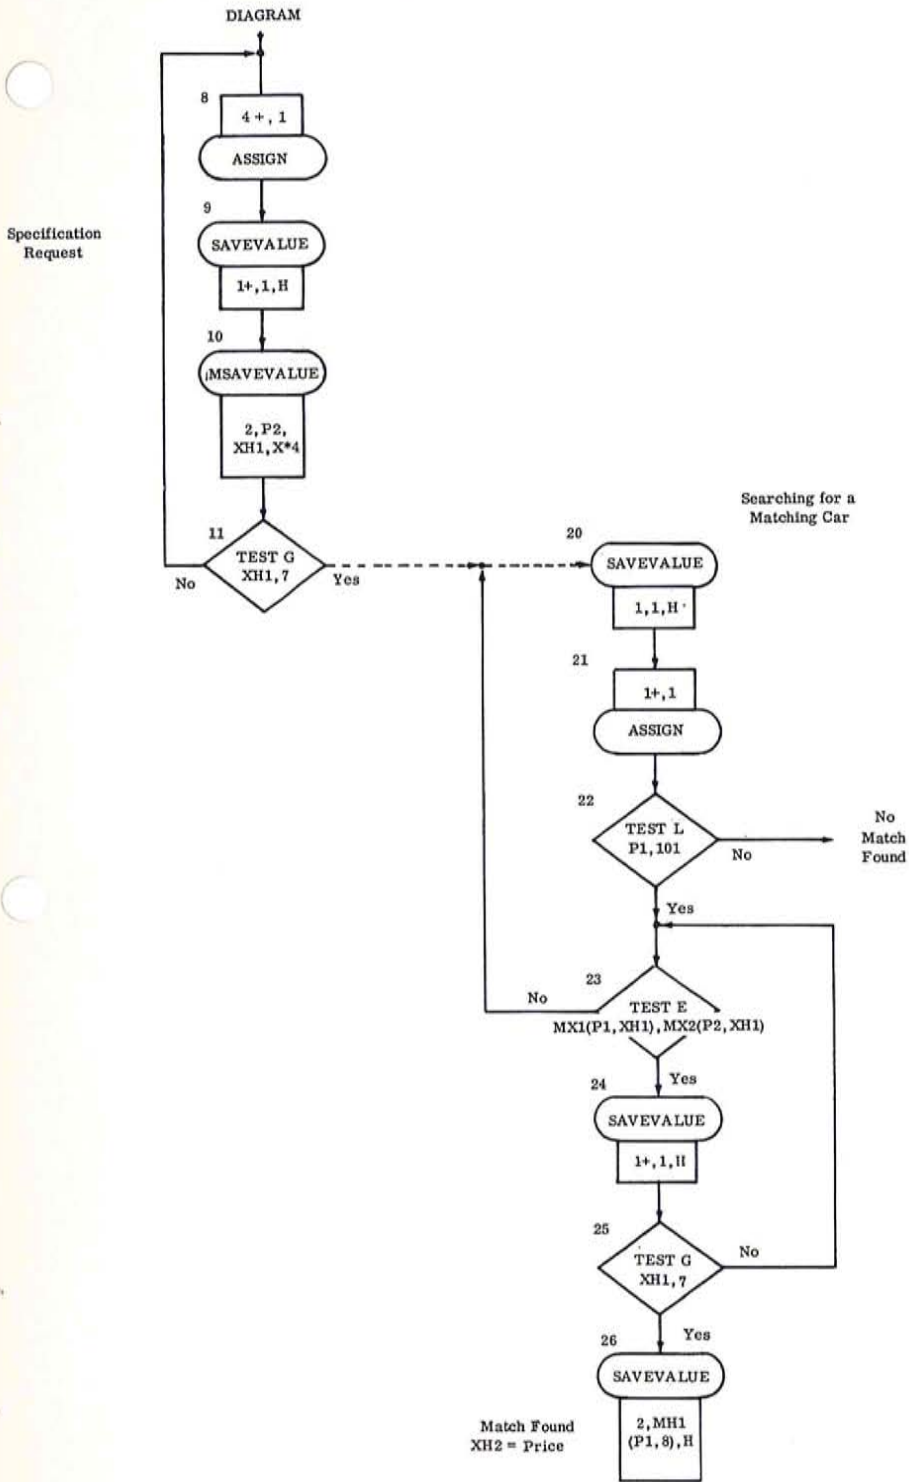 DIAGRAM
8
4+, 1
ASSIGN
9
SAVEVALUE
1+,1,H
Specification
Request
10
MSAVEVALUE
2,P2,
XH1,X*4
11
TEST G
XH1,7
No
Yes
Searching for a
Matching Car
20
SAVEVALUE
1,1,H
21
1+,1
ASSIGN
22
TEST L
P1,101
No
No
Match
Found
Yes
23
No
TEST E
MX1(P1,XH1),MX2(P2,XH1)
Yes
24
SAVEVALUE
1+,1,H
25
TEST G
XH1,7
No
Yes
26
SAVEVALUE
2,MH1
(P1,8),H
Match Found
XH2 = Price